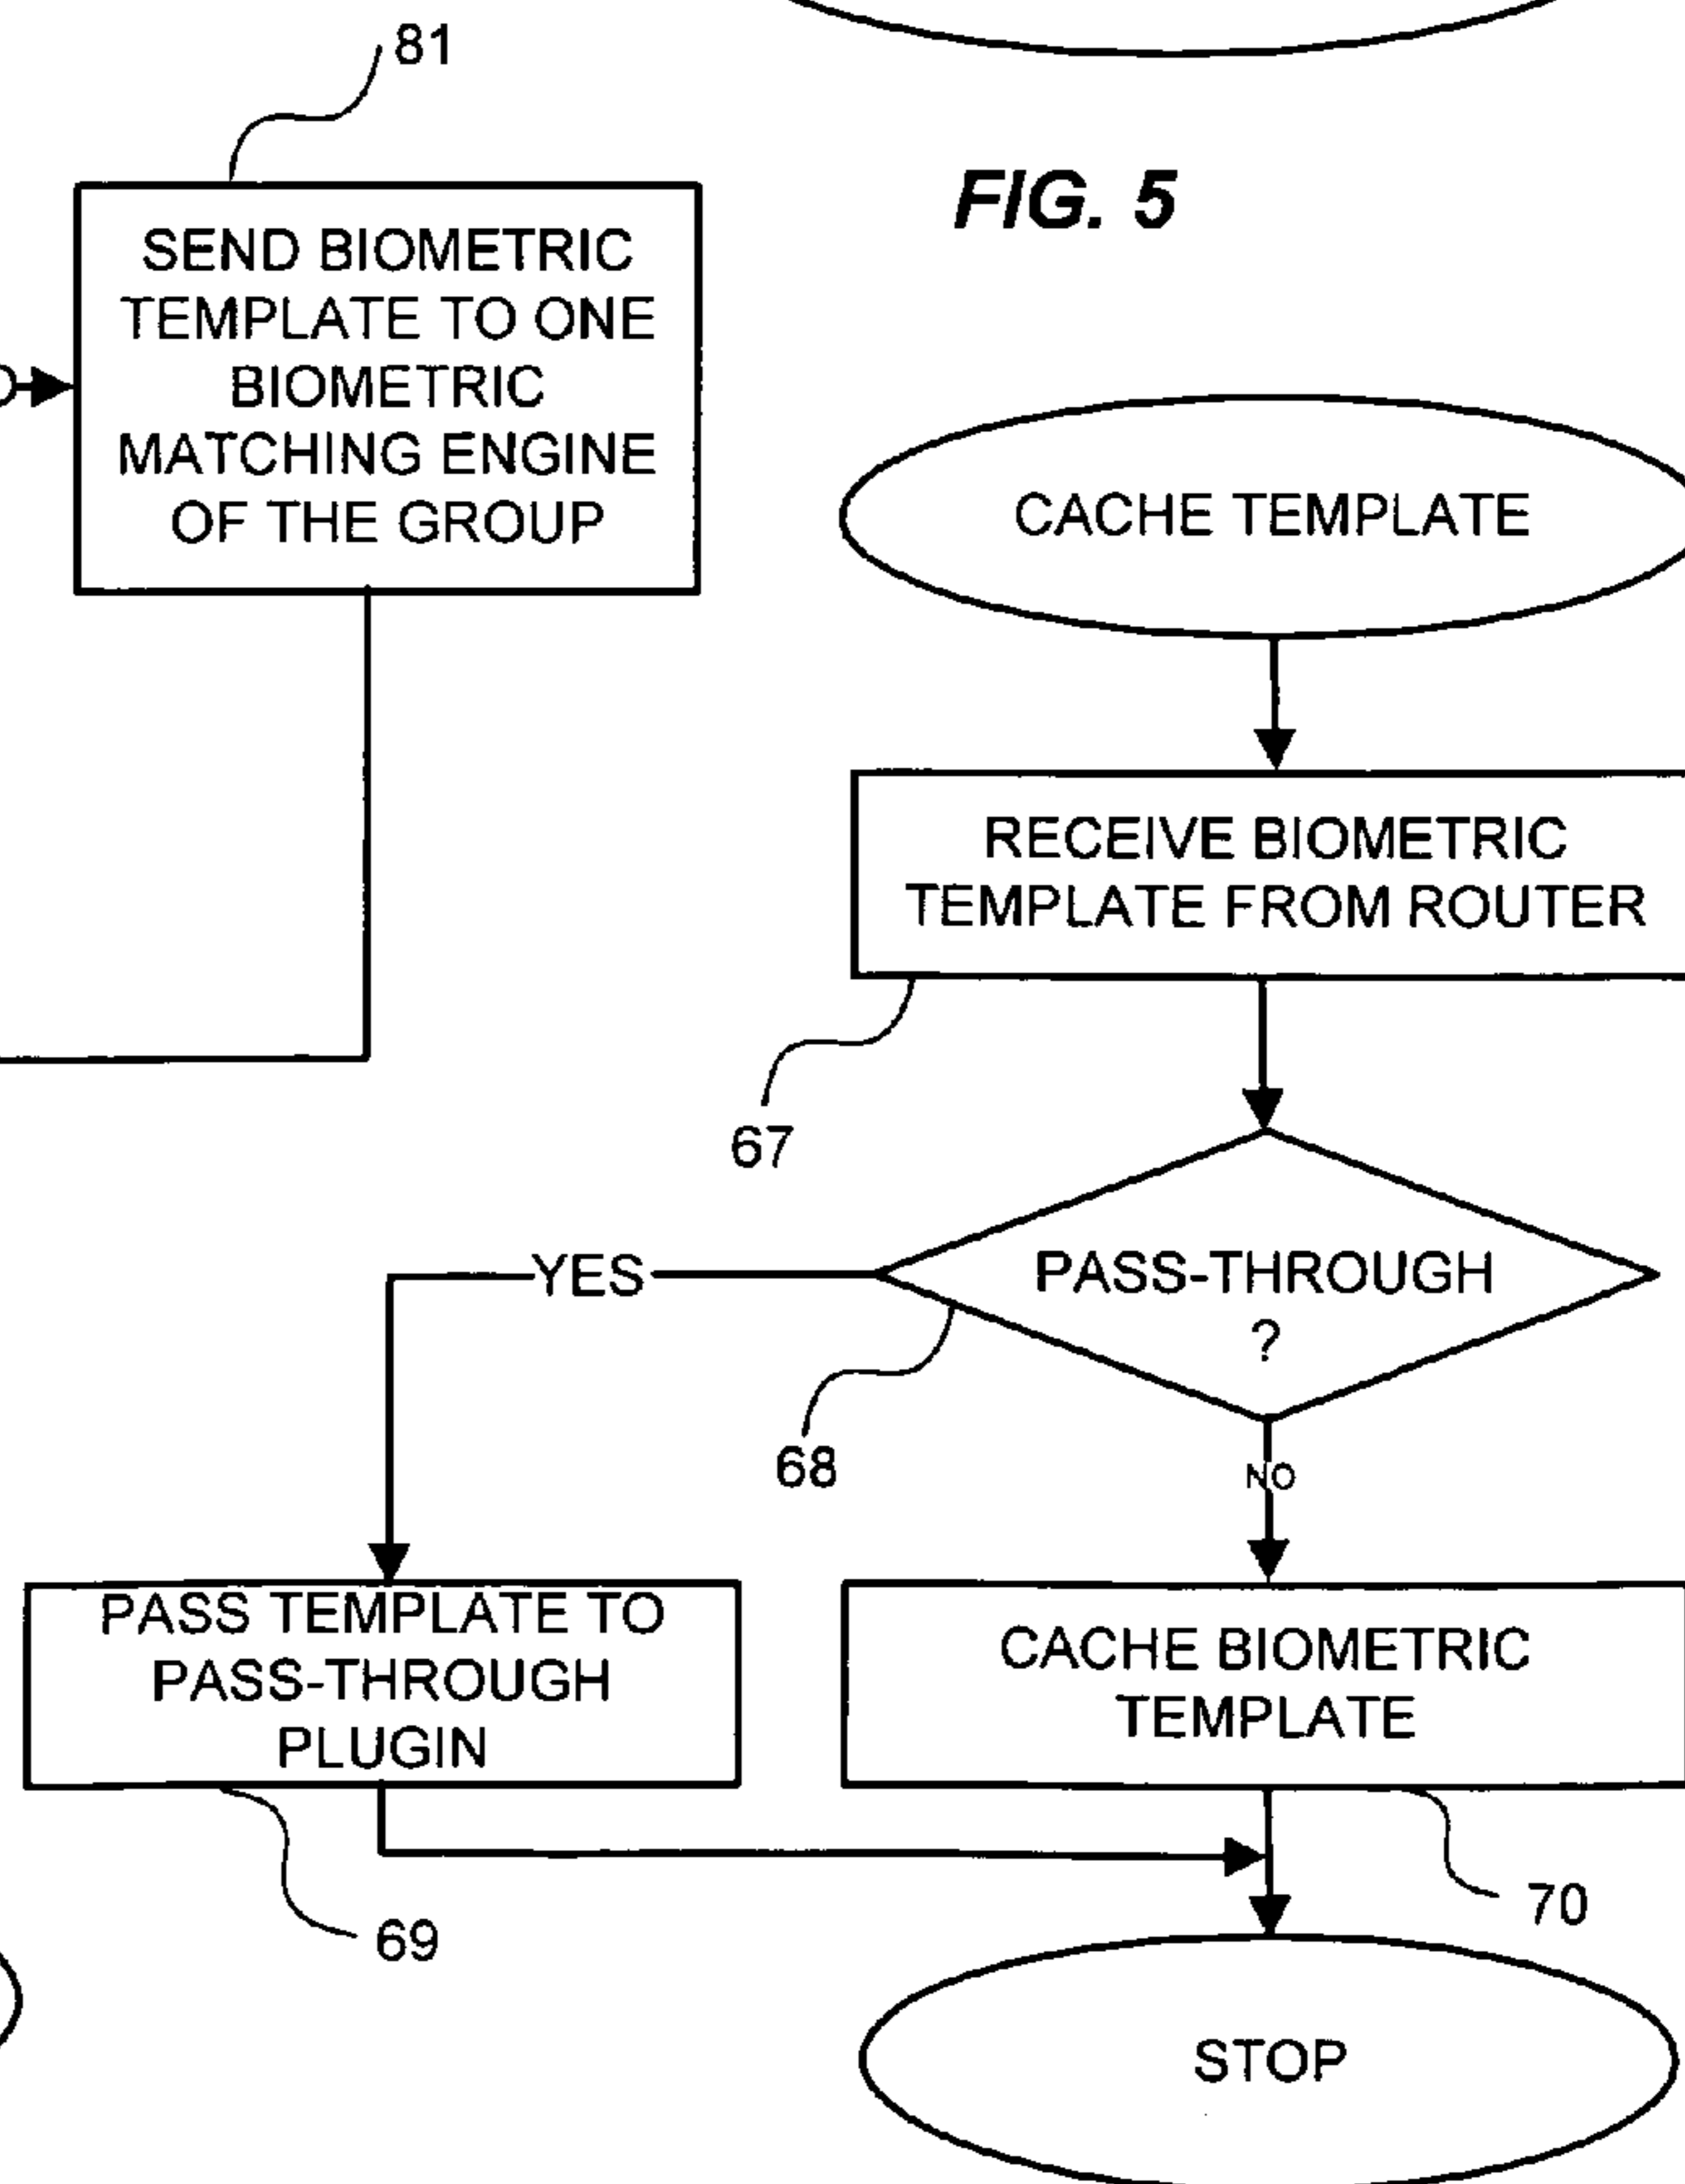 81
FIG. 5
SEND BIOMETRIC
TEMPLATE TO ONE
BIOMETRIC
MATCHING ENGINE
OF THE GROUP
CACHE TEMPLATE
RECEIVE BIOMETRIC
TEMPLATE FROM ROUTER
67
YES
PASS-THROUGH
?
68
NO
PASS TEMPLATE TO
PASS-THROUGH
PLUGIN
CACHE BIOMETRIC
TEMPLATE
69
70
STOP